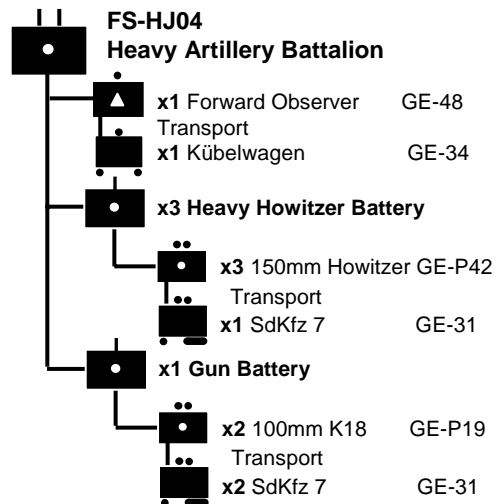 FS-HJ04
Heavy Artillery Battalion
x1 Forward Observer GE-48
Transport
x1 Kübelwagen GE-34
x3 Heavy Howitzer Battery
x3 150mm Howitzer GE-P42
Transport
x1 SdKfz 7 GE-31
x1 Gun Battery
x2 100mm K18 GE-P19
Transport
x2 SdKfz 7 GE-31